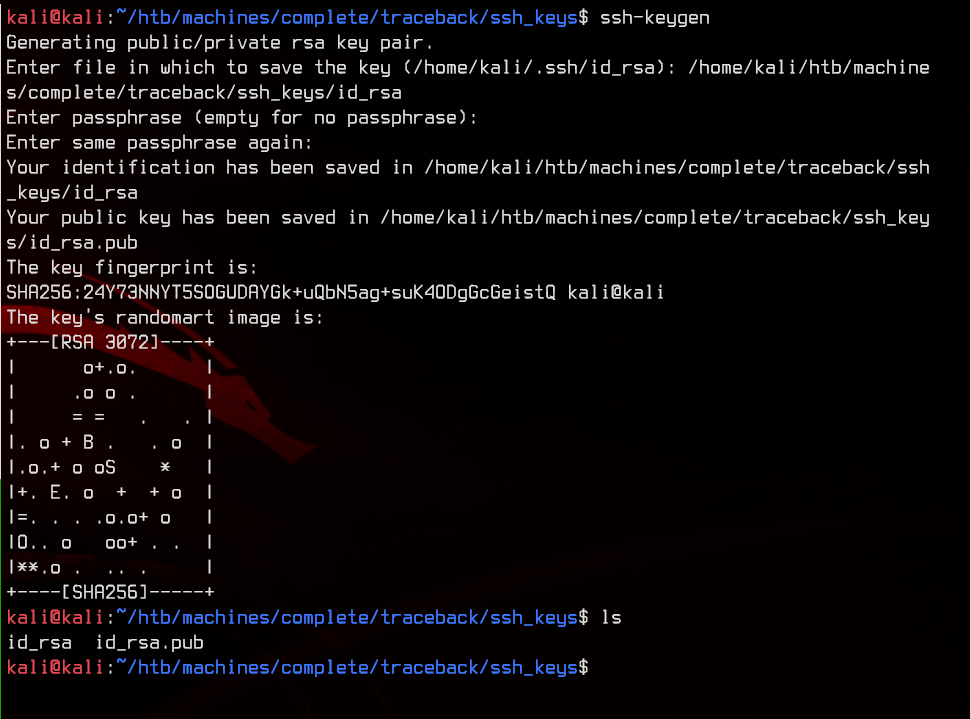 kali@kali:~/htb/machines/complete/traceback/ssh_keys$ ssh-keygen
Generating public/private rsa key pair.
Enter file in which to save the key (/home/kali/.ssh/id_rsa): /home/kali/htb/machine
s/complete/traceback/ssh_keys/id_rsa
Enter passphrase (empty for no passphrase):
Enter same passphrase again:
Your identification has been saved in /home/kali/htb/machines/complete/traceback/ssh
_keys/id_rsa
Your public key has been saved in /home/kali/htb/machines/complete/traceback/ssh_key
s/id_rsa.pub
The key fingerprint is:
SHA256:24Y73NNYT5SOGUDAYGk+uQbN5ag+suK4ODgGcGeistQ kali@kali
The key's randomart image is:
+---[RSA 3072]----+
|      o+.o.      |
|     .o o .      |
|     = =   .   . |
|. o + B .   . o  |
|.o.+ o oS    *   |
|+. E. o  +  + o  |
|=. . . .o.o+ o   |
|O.. o   oo+ . .  |
|**.o .  .. .     |
+----[SHA256]-----+
kali@kali:~/htb/machines/complete/traceback/ssh_keys$ ls
id_rsa  id_rsa.pub
kali@kali:~/htb/machines/complete/traceback/ssh_keys$